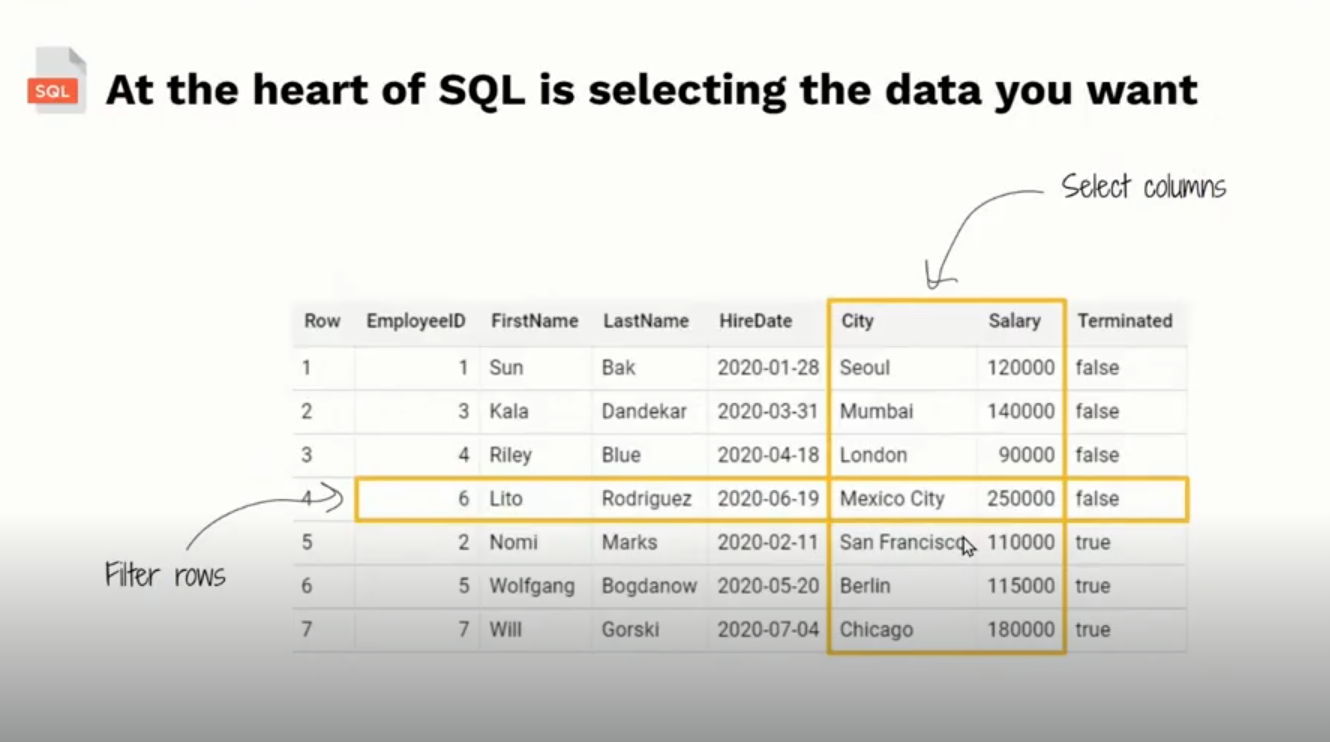 SQL At the heart of SQL is selecting the data you want
Select columns
Row EmployeeID FirstName LastName HireDate City Salary Terminated
1 1 Sun Bak 2020-01-28 Seoul 120000 false
2 3 Kala Dandekar 2020-03-31 Mumbai 140000 false
3 4 Riley Blue 2020-04-18 London 90000 false
4 6 Lito Rodriguez 2020-06-19 Mexico City 250000 false
5 2 Nomi Marks 2020-02-11 San Francisco 110000 true
Filter rows
6 5 Wolfgang Bogdanow 2020-05-20 Berlin 115000 true
7 7 Will Gorski 2020-07-04 Chicago 180000 true